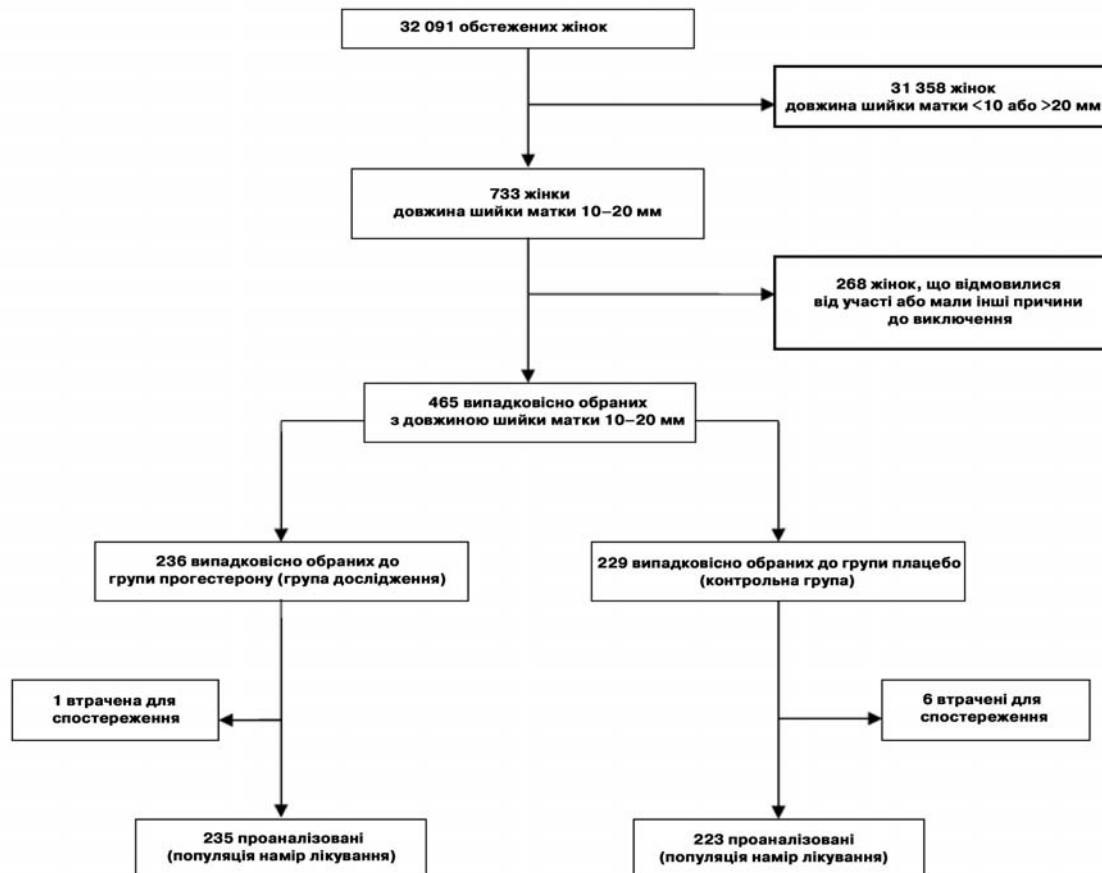 32 091 обстежених жінок
31 358 жінок
довжина шийки матки <10 або >20 мм
733 жінки
довжина шийки матки 10–20 мм
268 жінок, що відмовилися
від участі або мали інші причини
до виключення
465 випадковісно обраних
з довжиною шийки матки 10–20 мм
236 випадковісно обраних до
групи прогестерону (група дослідження)
229 випадковісно обраних до групи плацебо
(контрольна група)
1 втрачена для
спостереження
6 втрачені для
спостереження
235 проаналізовані
(популяція намір лікування)
223 проаналізовані
(популяція намір лікування)